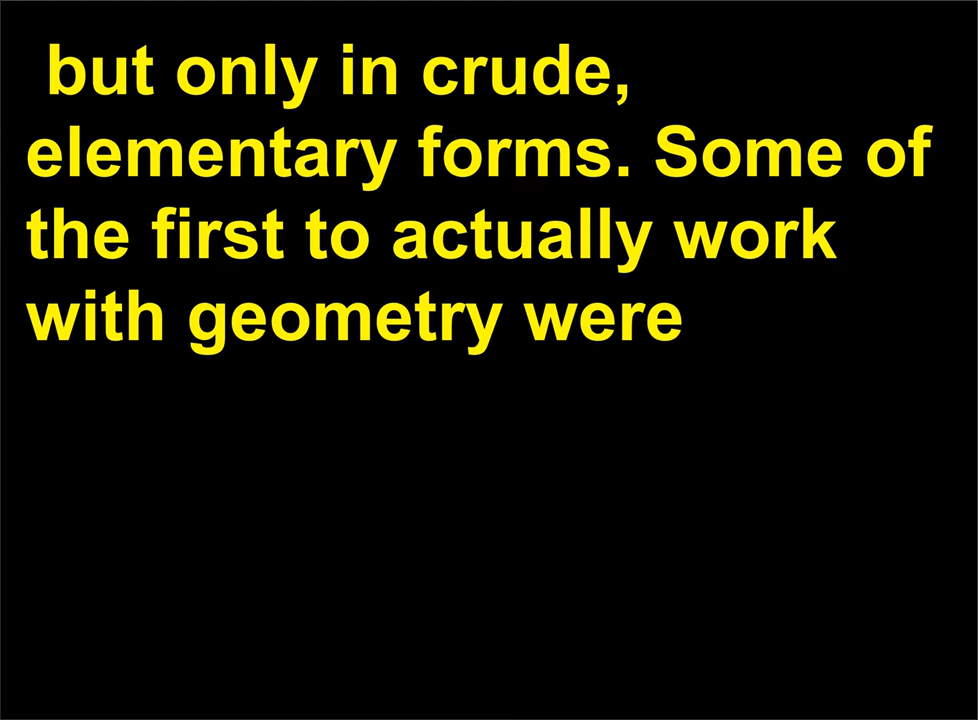 but only in crude,
elementary forms. Some of
the first to actually work
with geometry were